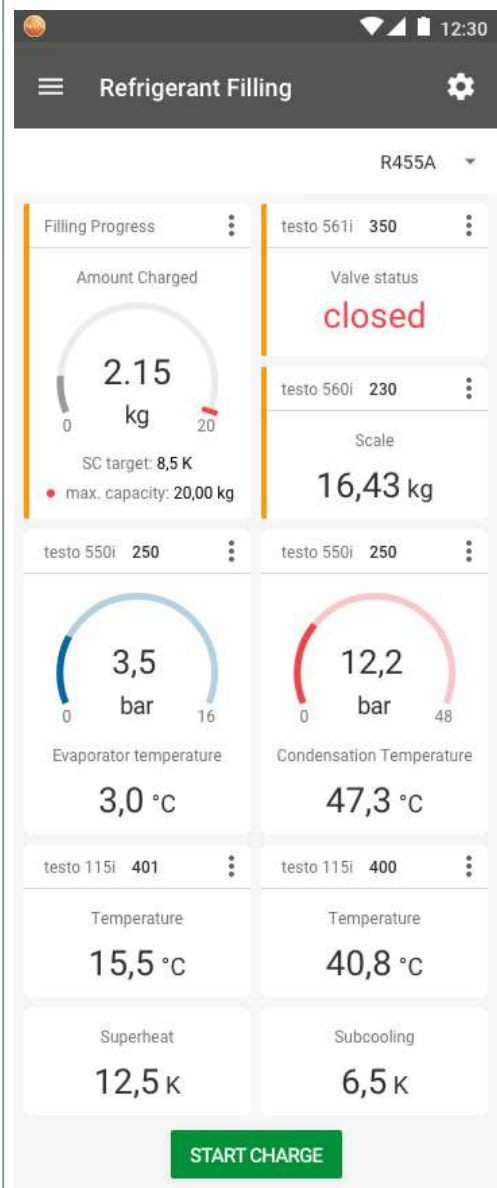 12:30
Refrigerant Filling
R455A
Filling Progress
Amount Charged
2.15
kg
0
20
SC target: 8,5 K
max. capacity: 20,00 kg
testo 561i 350
Valve status
closed
testo 560i 230
Scale
16,43 kg
testo 550i 250
3,5
bar
0
16
Evaporator temperature
3,0 °C
testo 550i 250
12,2
bar
0
48
Condensation Temperature
47,3 °C
testo 115i 401
Temperature
15,5 °C
testo 115i 400
Temperature
40,8 °C
Superheat
12,5 K
Subcooling
6,5 K
START CHARGE